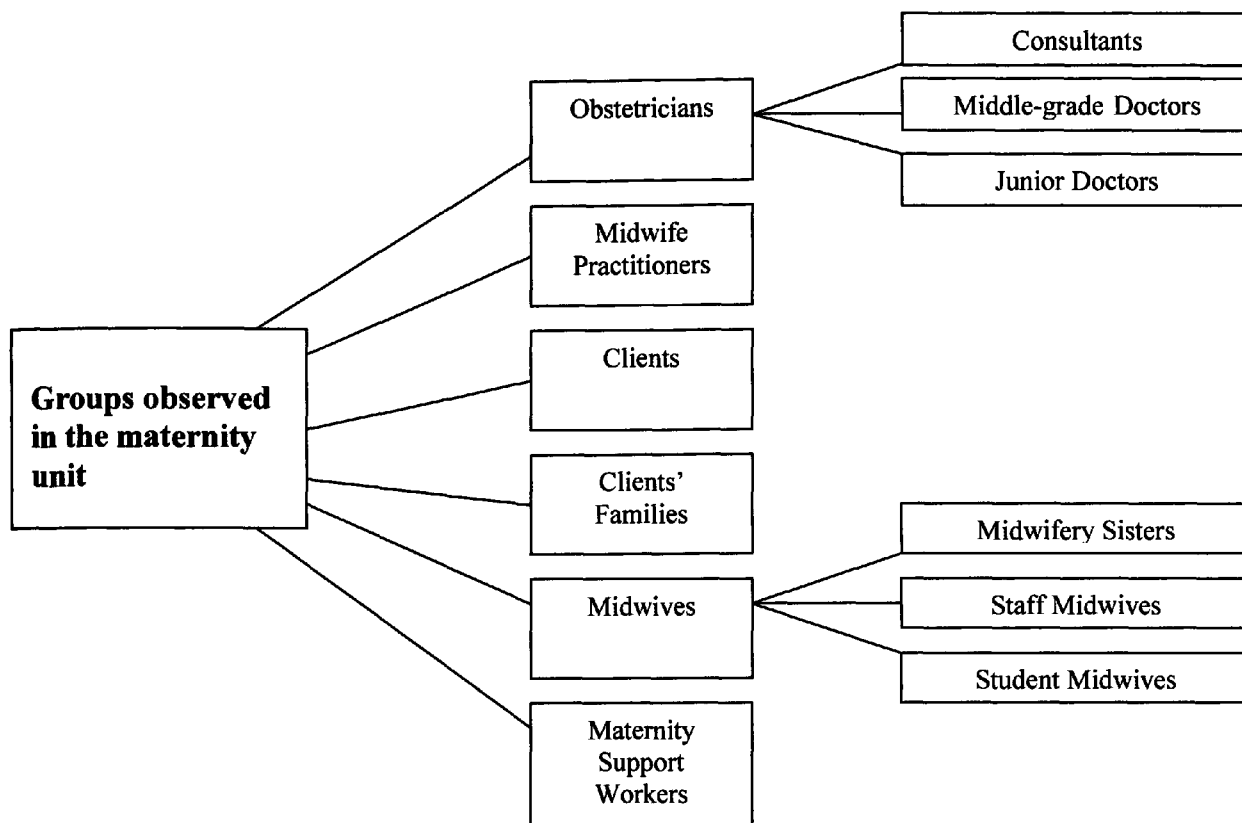 Groups observed
in the maternity
unit
Obstetricians
Consultants
Middle-grade Doctors
Junior Doctors
Midwife
Practitioners
Clients
Clients’
Families
Midwives
Midwifery Sisters
Staff Midwives
Student Midwives
Maternity
Support
Workers